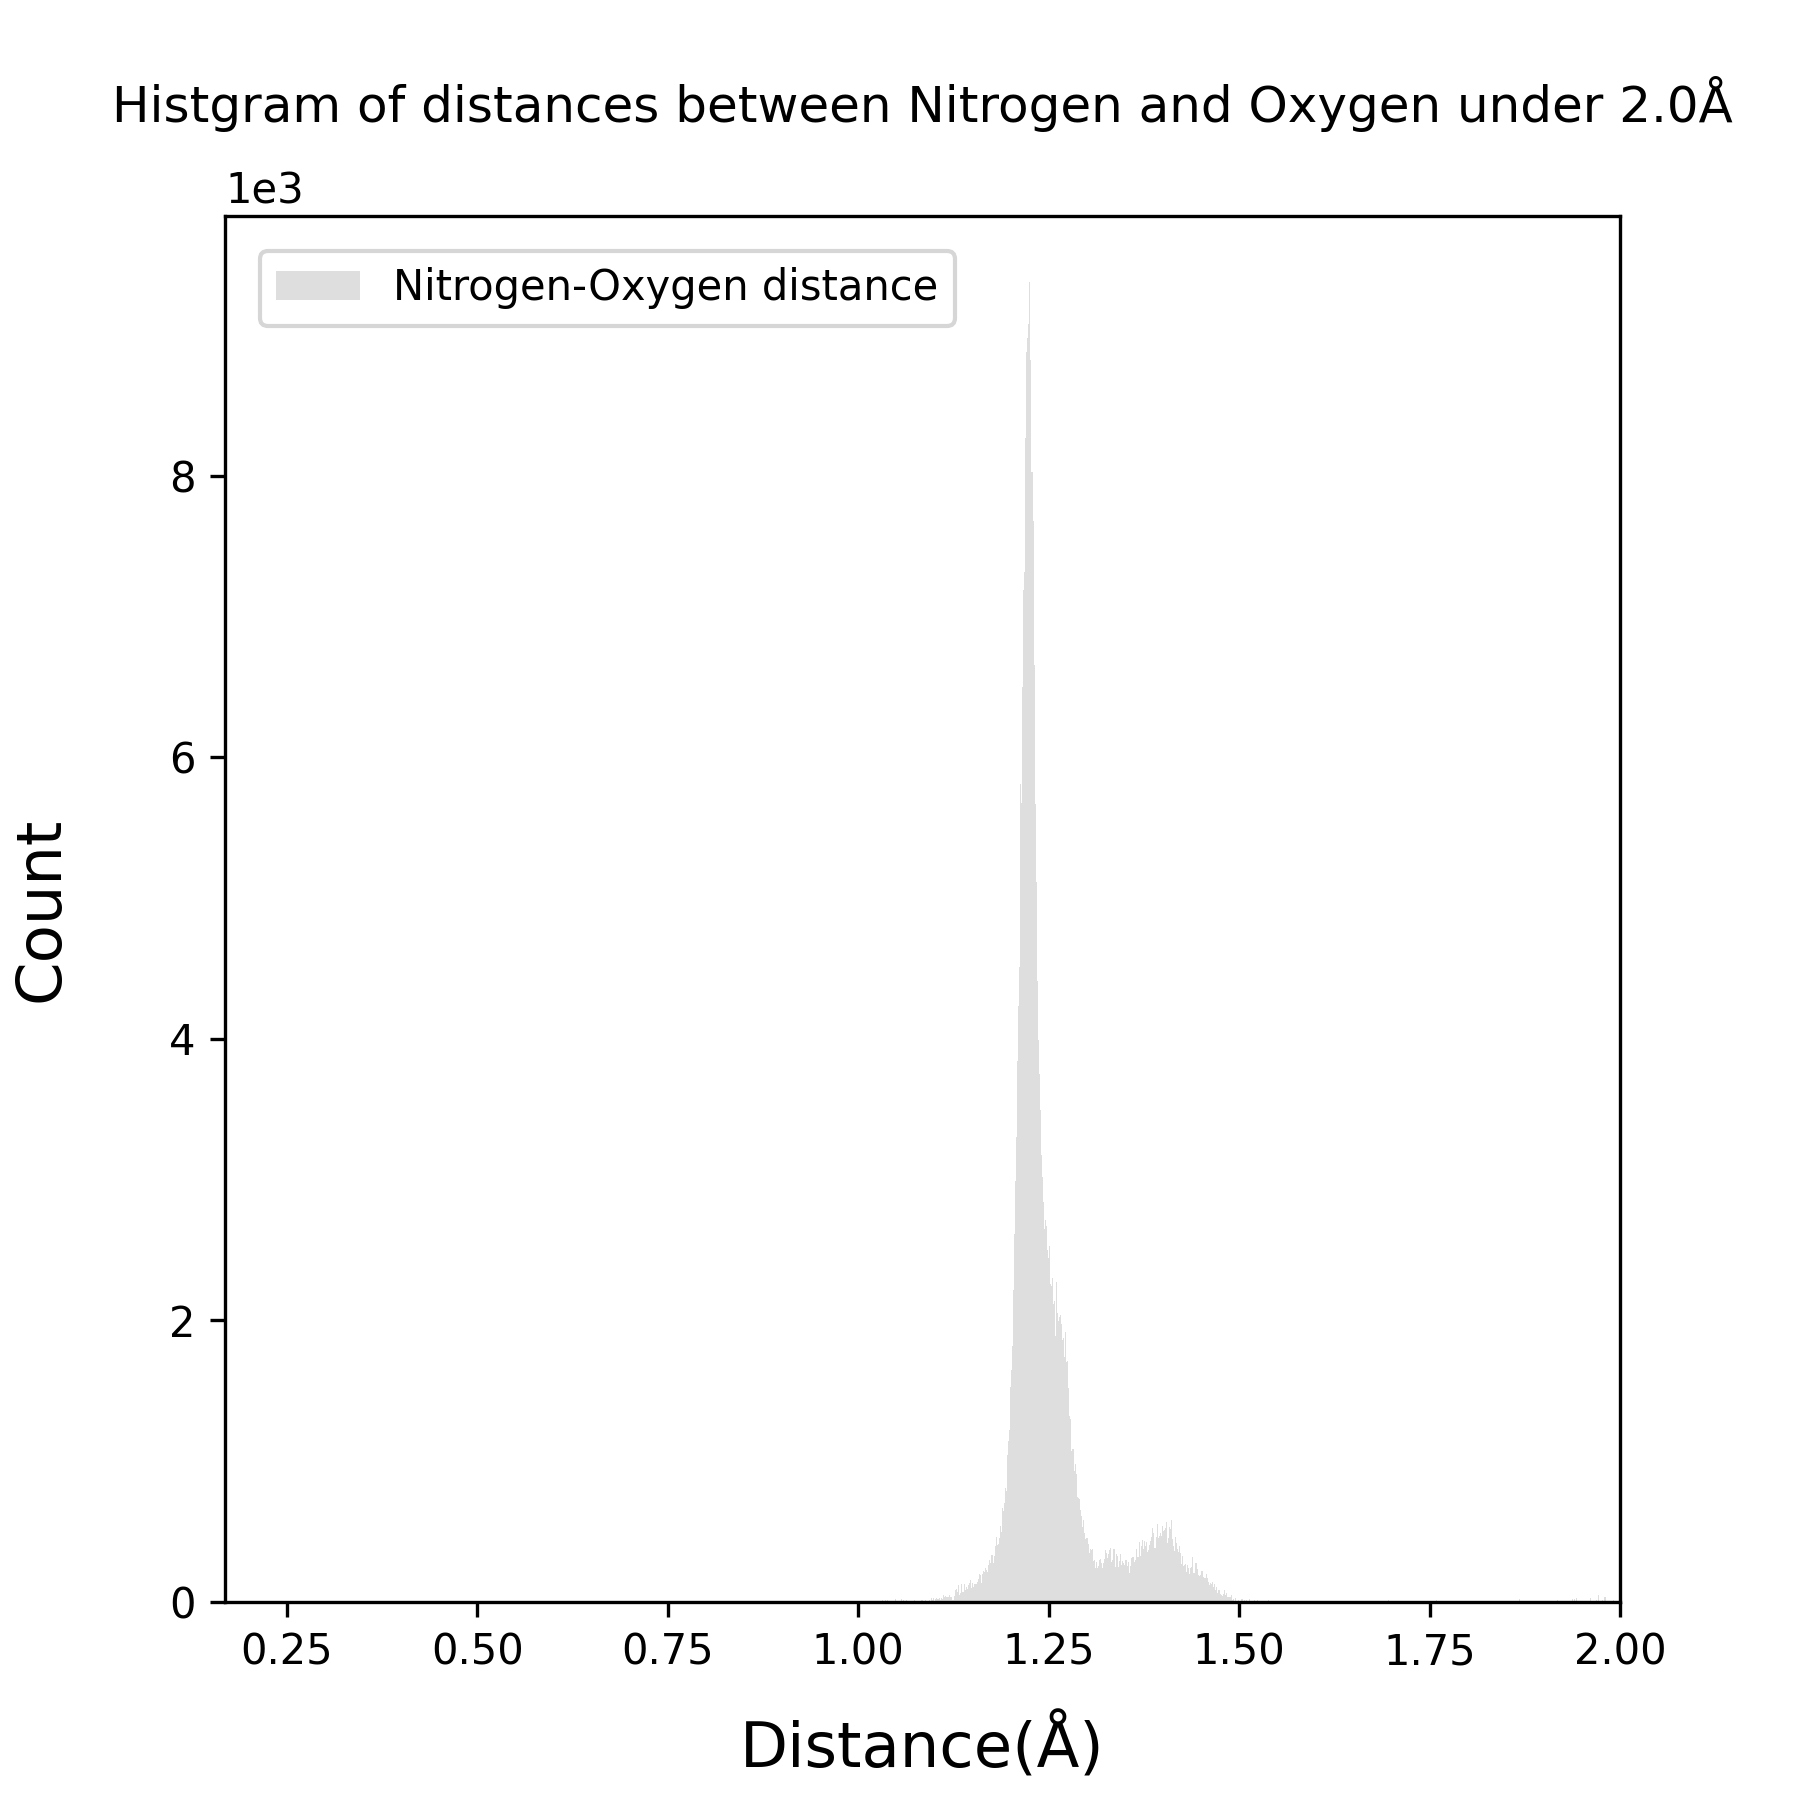 Histgram of distances between Nitrogen and Oxygen under 2.0Å
1e3
Nitrogen-Oxygen distance
8
6
4
2
0
Count
0.25 0.50 0.75 1.00 1.25 1.50 1.75 2.00
Distance(Å)